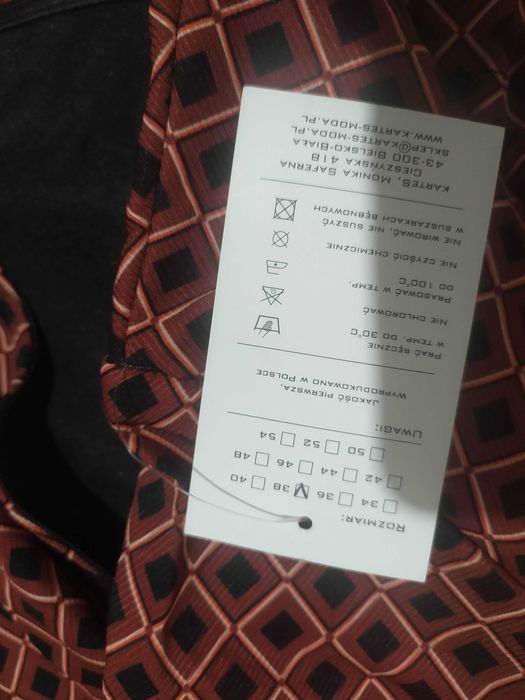 ROZMIAR:
34 36 38 40
42 44 46 48
50 52 54
UWAGI:
JAKOŚĆ PIERWSZA,
WYPRODUKOWANO W POLSCE
PRAĆ RĘCZNIE
W TEMP. DO 30°C
NIE CHLOROWAĆ
PRASOWAĆ W TEMP.
DO 100°C
NIE CZYŚCIĆ CHEMICZNIE
NIE WIROWAĆ, NIE SUSZYĆ
W SUSZARKACH BĘBNOWYCH
KARTES, MONIKA SAFERNA
CIESZYŃSKA 418
43-300 BIELSKO-BIAŁA
SKLEP@KARTES-MODA.PL
WWW.KARTES-MODA.PL